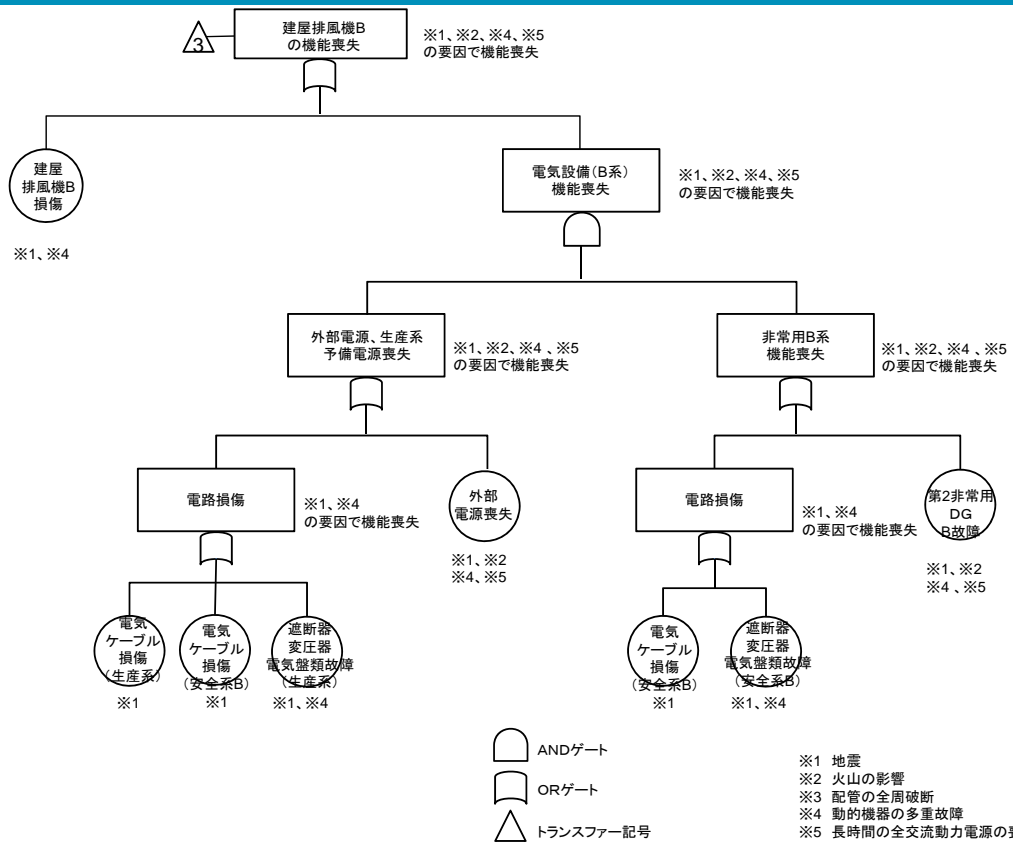 建屋排風機B
の機能喪失
3
※1、※2、※4、※5
の要因で機能喪失
建屋
排風機B
損傷
※1、※4
電気設備(B系)
機能喪失
※1、※2、※4、※5
の要因で機能喪失
外部電源、生産系
予備電源喪失
※1、※2、※4 、※5
の要因で機能喪失
非常用B系
機能喪失
※1、※2、※4 、※5
の要因で機能喪失
電路損傷
※1、※4
の要因で機能喪失
外部
電源喪失
※1、※2
※4、※5
電路損傷
※1、※4
の要因で機能喪失
第2非常用
DG
B故障
※1、※2
※4 、※5
電気
ケーブル
損傷
(生産系)
※1
電気
ケーブル
損傷
(安全系B)
※1
遮断器
変圧器
電気盤類故障
(生産系)
※1、※4
電気
ケーブル
損傷
(安全系B)
※1
遮断器
変圧器
電気盤類故障
(安全系B)
※1、※4
ANDゲート
ORゲート
トランスファー記号
※1 地震
※2 火山の影響
※3 配管の全周破断
※4 動的機器の多重故障
※5 長時間の全交流動力電源の